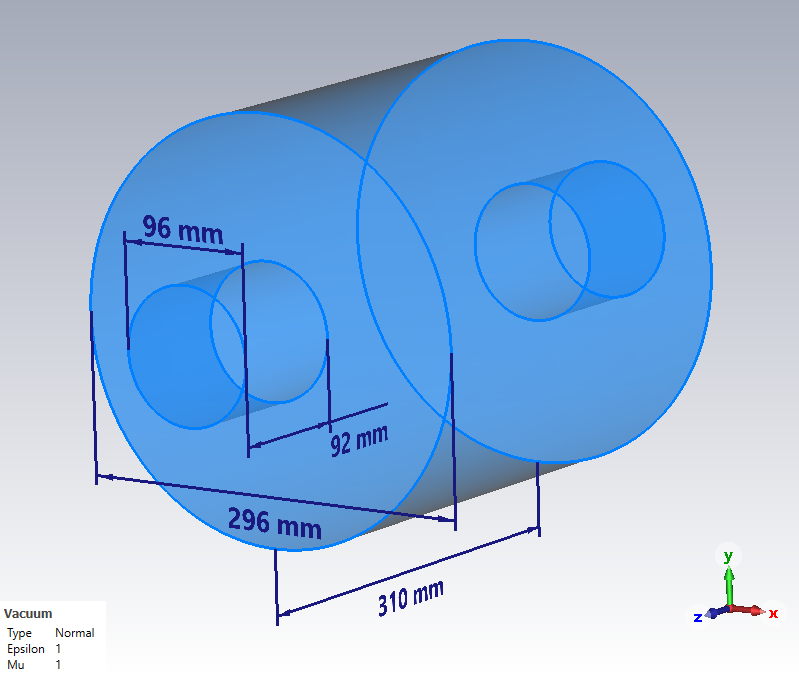 96 mm
92 mm
296 mm
310 mm
y
z
x
Vacuum
Type Normal
Epsilon 1
Mu 1